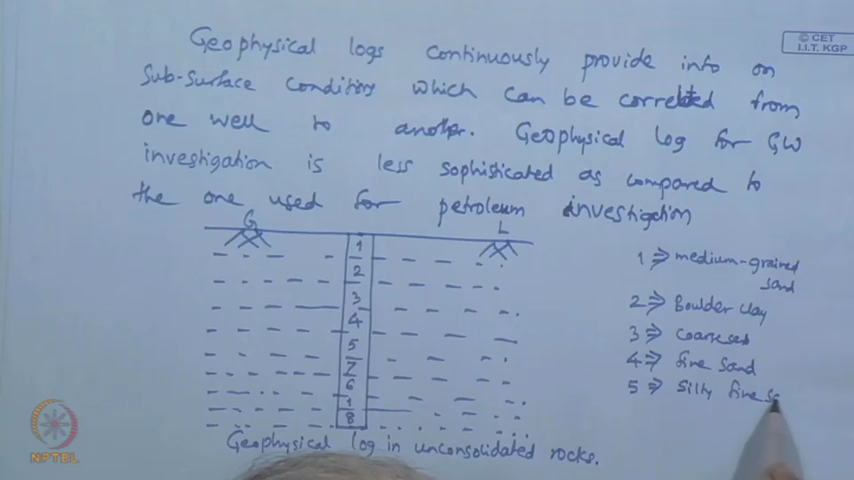 © CET
I.I.T. KGP
Geophysical logs continuously provide info on
Sub-surface condition which can be correlated from
one well to another. Geophysical log for GW
investigation is less sophisticated as compared to
the one used for petroleum investigation
G L
1
2
3
4
5
7
6
1
8
Geophysical log in unconsolidated rocks.
1 ⇒ medium-grained
sand
2 ⇒ Boulder clay
3 ⇒ coarse
4 ⇒ fine sand
5 ⇒ silty fine s
NPTEL